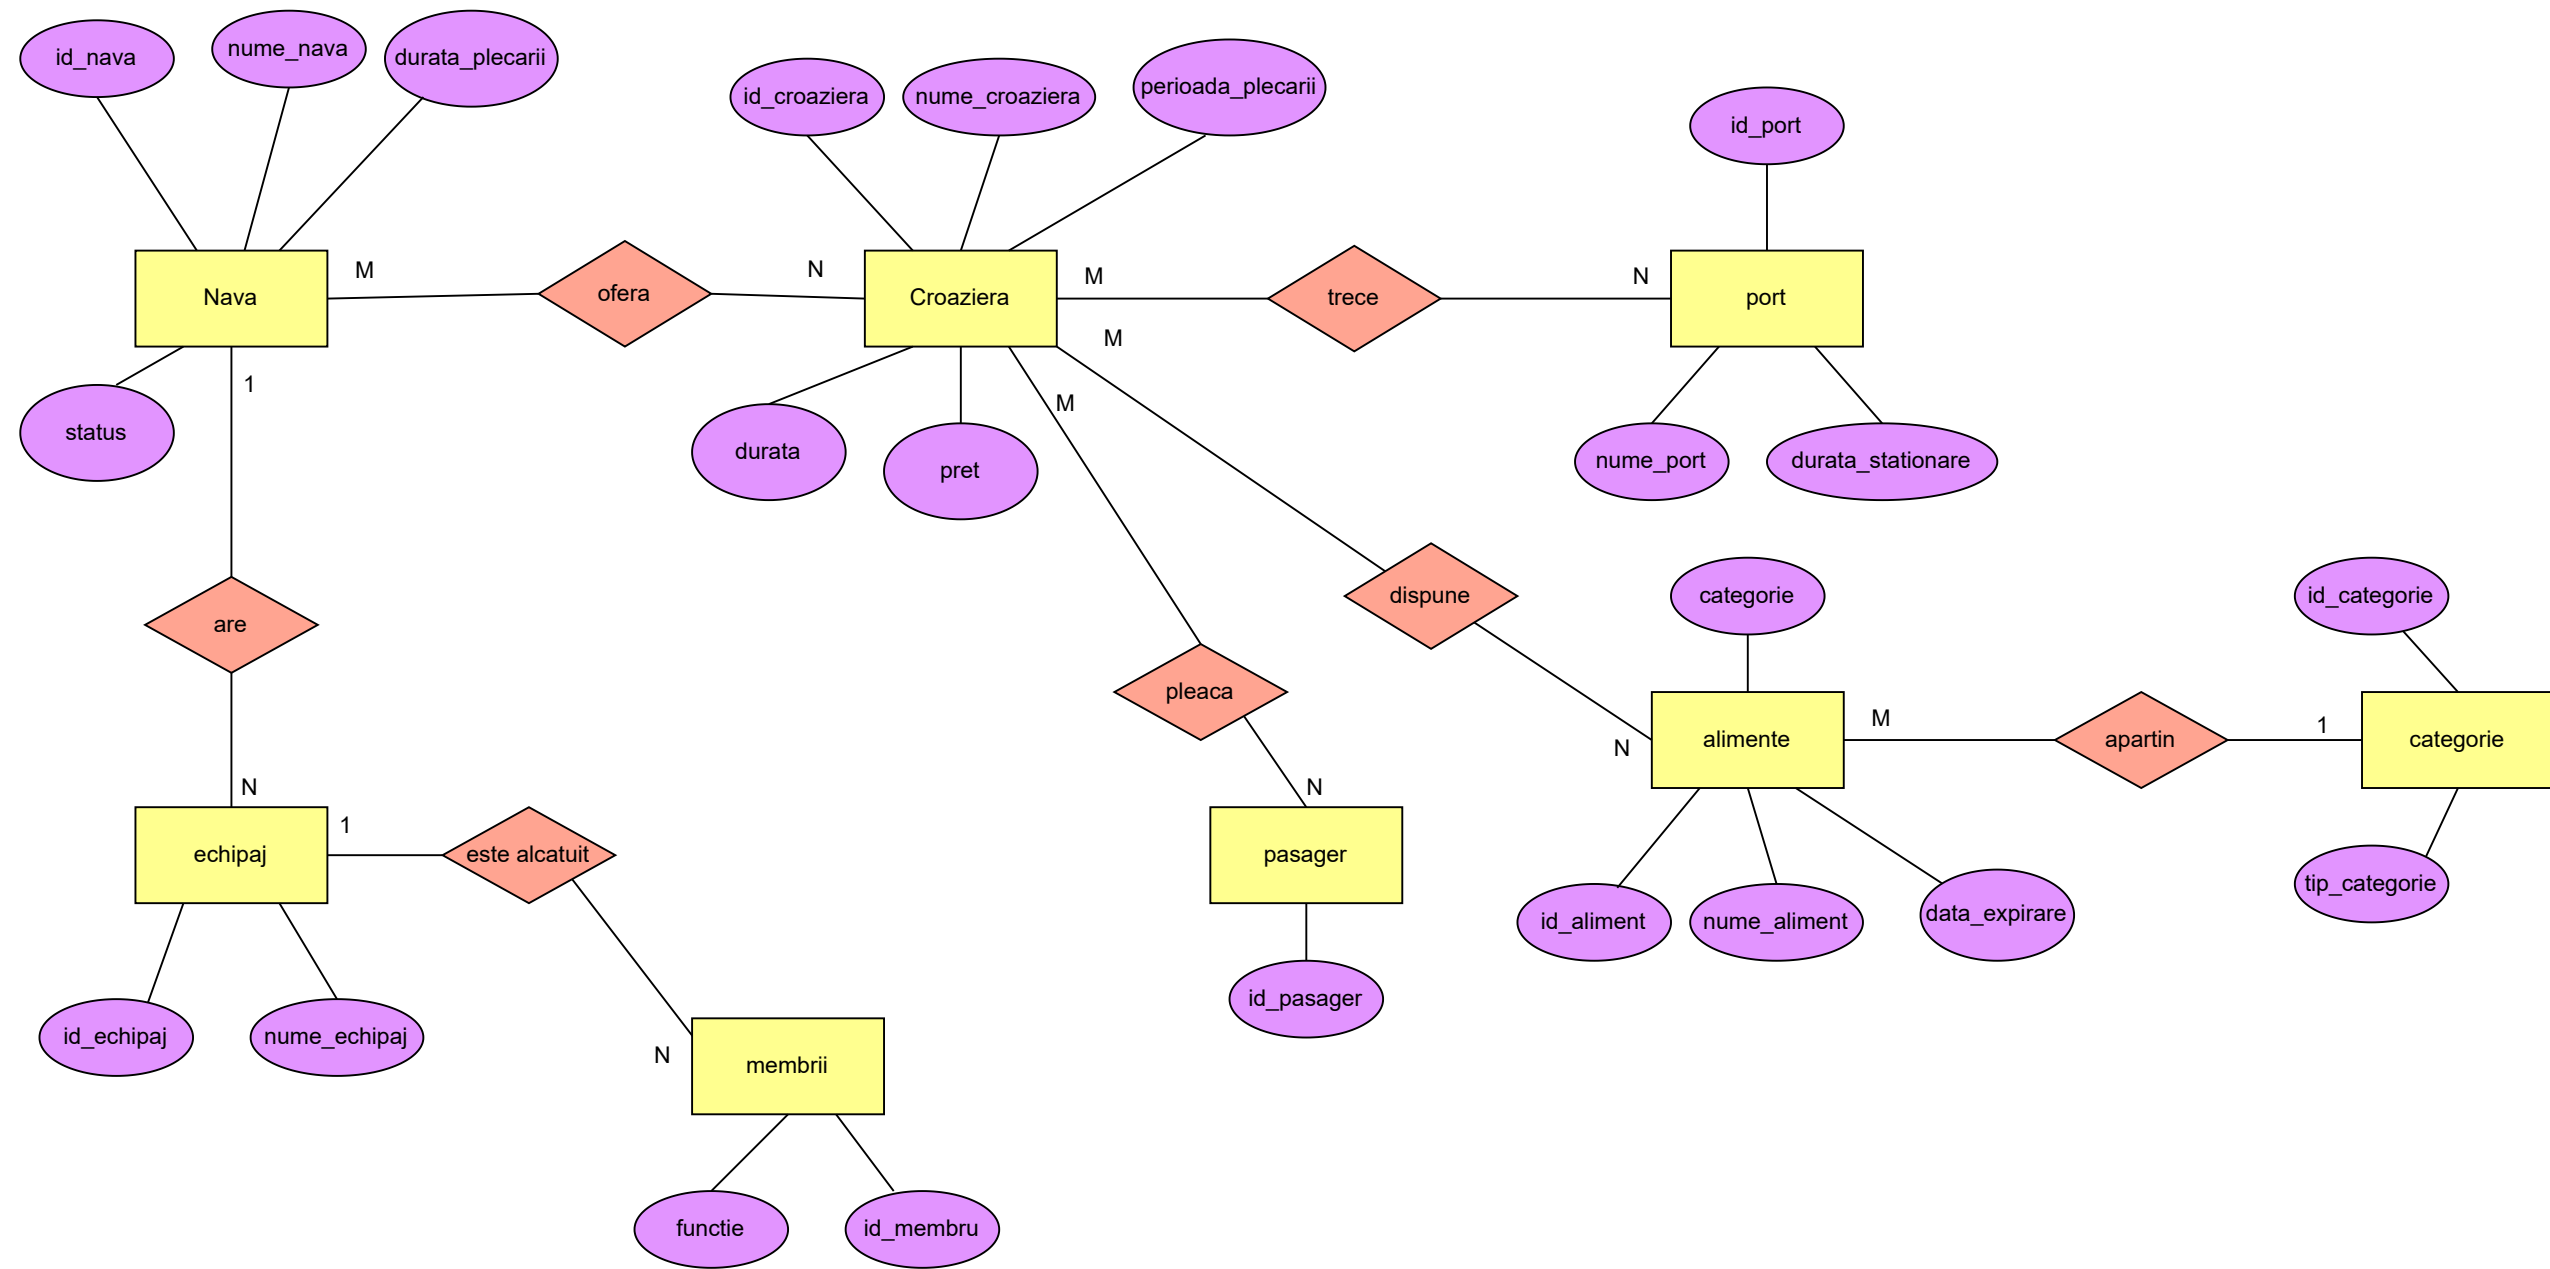 id_nava
nume_nava
durata_plecarii
id_croaziera
nume_croaziera
perioada_plecarii
id_port
Nava
M
ofera
N
Croaziera
M
trece
N
port
M
1
M
status
durata
pret
nume_port
durata_stationare
are
dispune
categorie
id_categorie
pleaca
N
alimente
M
apartin
1
categorie
N
N
echipaj
1
este alcatuit
pasager
id_aliment
nume_aliment
data_expirare
tip_categorie
id_pasager
id_echipaj
nume_echipaj
N
membrii
functie
id_membru